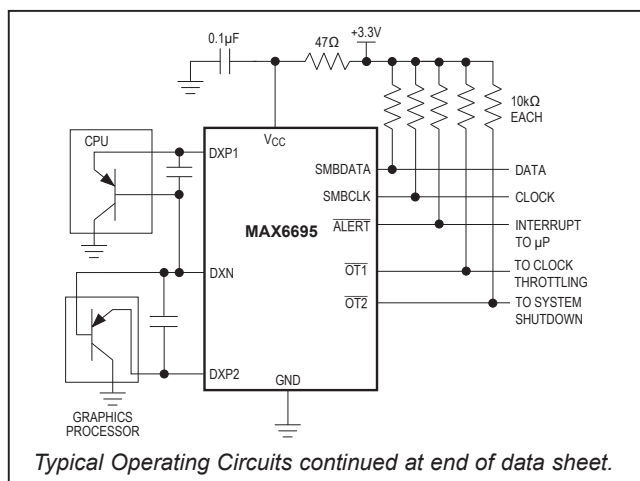 0.1µF
47Ω
+3.3V
10kΩ
EACH
CPU
VCC
DXP1
SMBDATA
DATA
SMBCLK
CLOCK
MAX6695
ALERT
INTERRUPT
TO µP
DXN
OT1
TO CLOCK
THROTTLING
OT2
TO SYSTEM
SHUTDOWN
DXP2
GND
GRAPHICS
PROCESSOR
Typical Operating Circuits continued at end of data sheet.